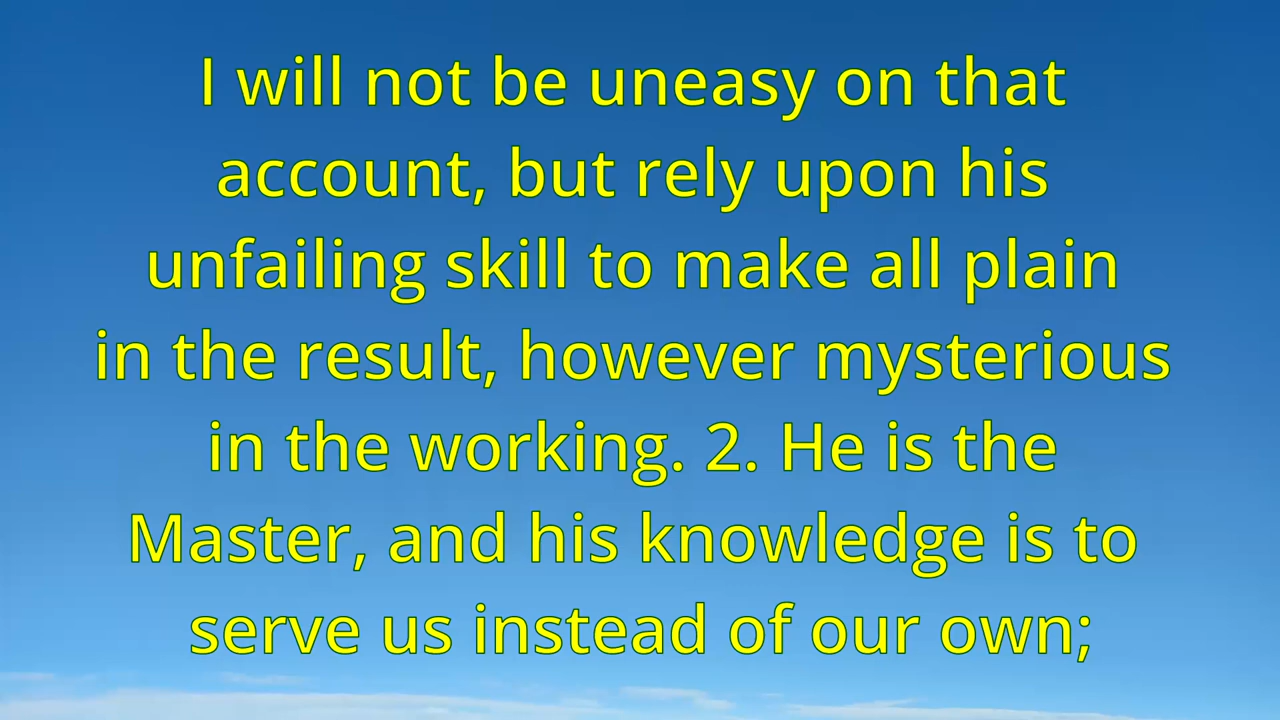 I will not be uneasy on that
account, but rely upon his
unfailing skill to make all plain
in the result, however mysterious
in the working. 2. He is the
Master, and his knowledge is to
serve us instead of our own;